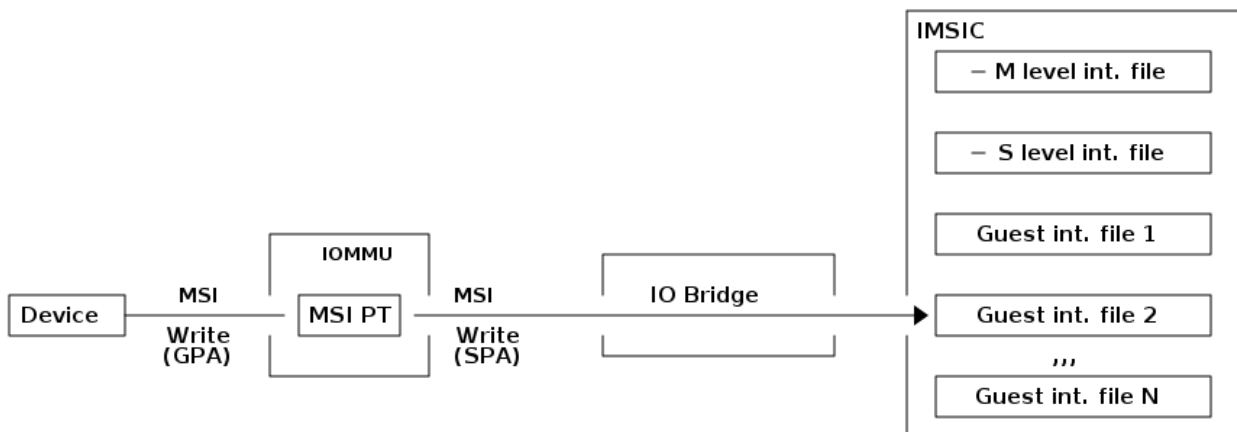 IMSIC
− M level int. file
− S level int. file
Guest int. file 1
IOMMU
Device
MSI
Write
(GPA)
MSI PT
MSI
Write
(SPA)
IO Bridge
Guest int. file 2
,,,
Guest int. file N